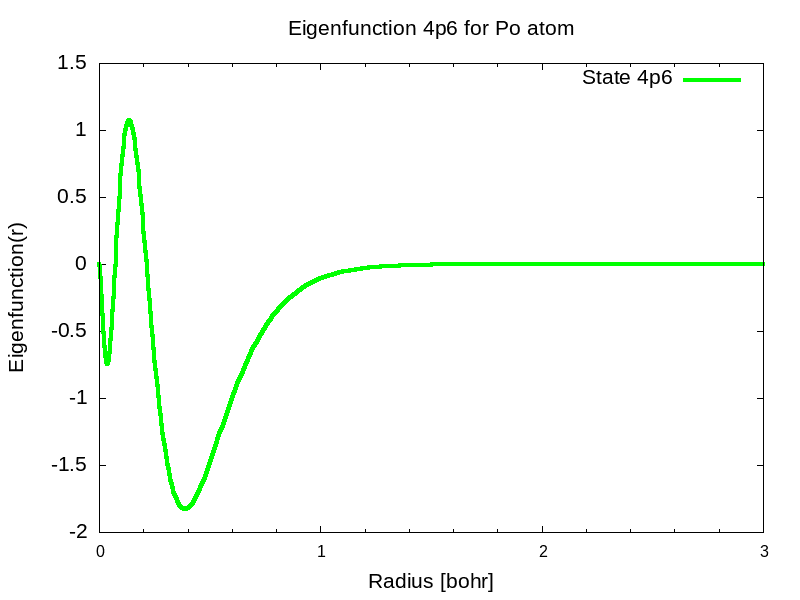 Eigenfunction 4p6 for Po atom
State 4p6
1.5
1
0.5
0
-0.5
-1
-1.5
-2
Eigenfunction(r)
0 1 2 3
Radius [bohr]